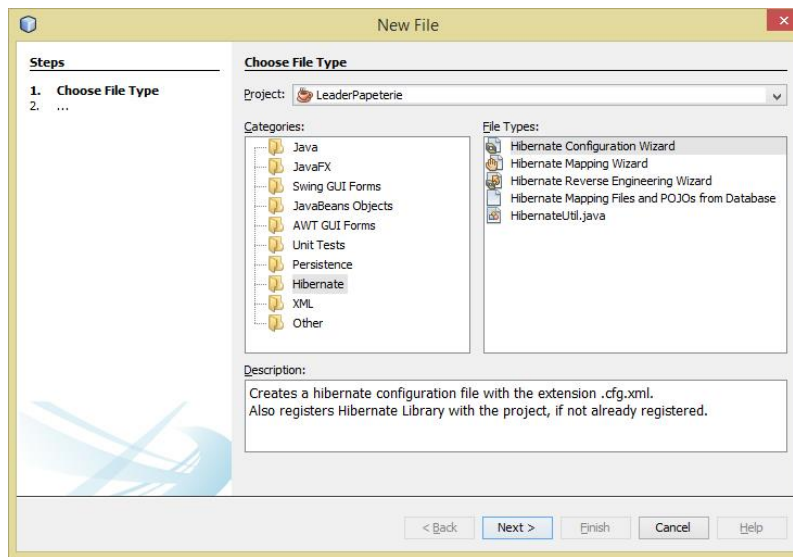 New File
Steps
1. Choose File Type
2. ...
Choose File Type
Project: LeaderPapeterie
Categories:
Java
JavaFX
Swing GUI Forms
JavaBeans Objects
AWT GUI Forms
Unit Tests
Persistence
Hibernate
XML
Other
File Types:
Hibernate Configuration Wizard
Hibernate Mapping Wizard
Hibernate Reverse Engineering Wizard
Hibernate Mapping Files and POJOs from Database
HibernateUtil.java
Description:
Creates a hibernate configuration file with the extension .cfg.xml.
Also registers Hibernate Library with the project, if not already registered.
< Back Next > Finish Cancel Help